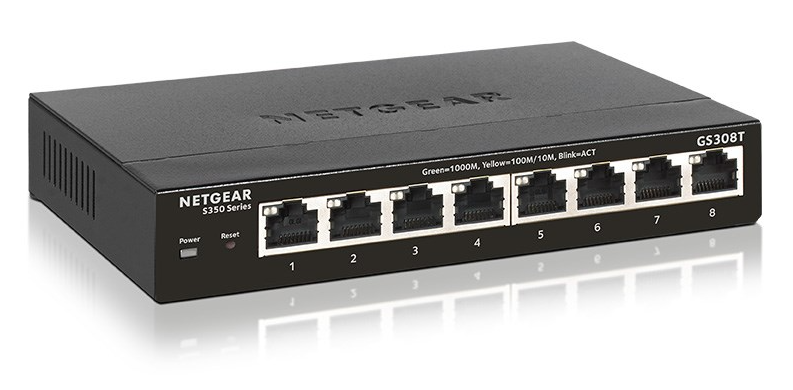 NETGEAR
GS308T
Green=1000M, Yellow=100M/10M, Blink=ACT
NETGEAR
S350 Series
Power
Reset
1 2 3 4 5 6 7 8